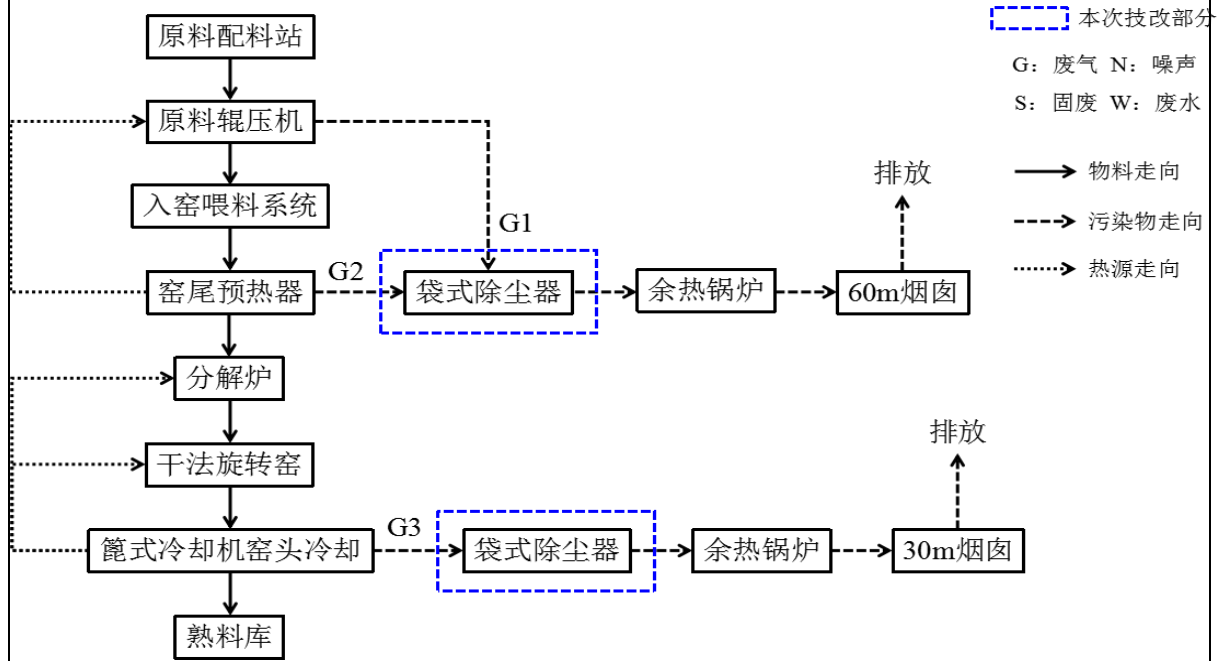 原料配料站
本次技改部分
G：废气 N：噪声
S：固废 W：废水
原料辊压机
排放
物料走向
入窑喂料系统
G1
污染物走向
G2
热源走向
窑尾预热器
袋式除尘器
余热锅炉
60m烟囱
分解炉
排放
干法旋转窑
G3
篦式冷却机窑头冷却
袋式除尘器
余热锅炉
30m烟囱
熟料库